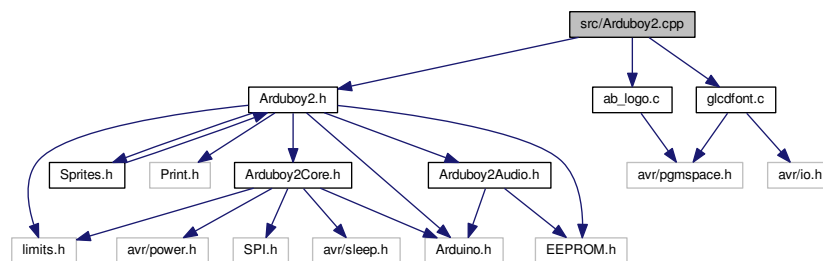 src/Arduboy2.cpp
Arduboy2.h
ab_logo.c
glcdfont.c
Sprites.h
Print.h
Arduboy2Core.h
Arduboy2Audio.h
avr/pgmspace.h
avr/io.h
limits.h
avr/power.h
SPI.h
avr/sleep.h
Arduino.h
EEPROM.h